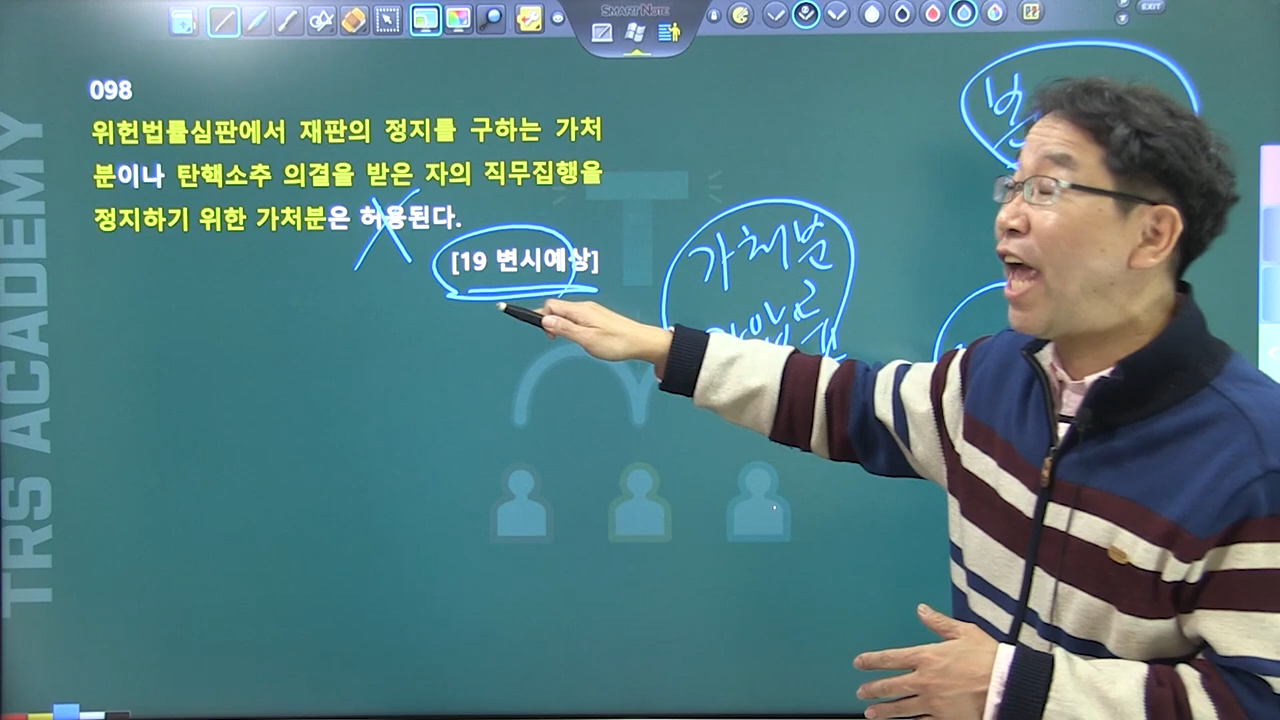 SMARTNOTE
EXIT
098
위헌법률심판에서 재판의 정지를 구하는 가처
분이나 탄핵소추 의결을 받은 자의 직무집행을
정지하기 위한 가처분은 허용된다.
[19 변시예상]
가처분
TRS ACADEMY